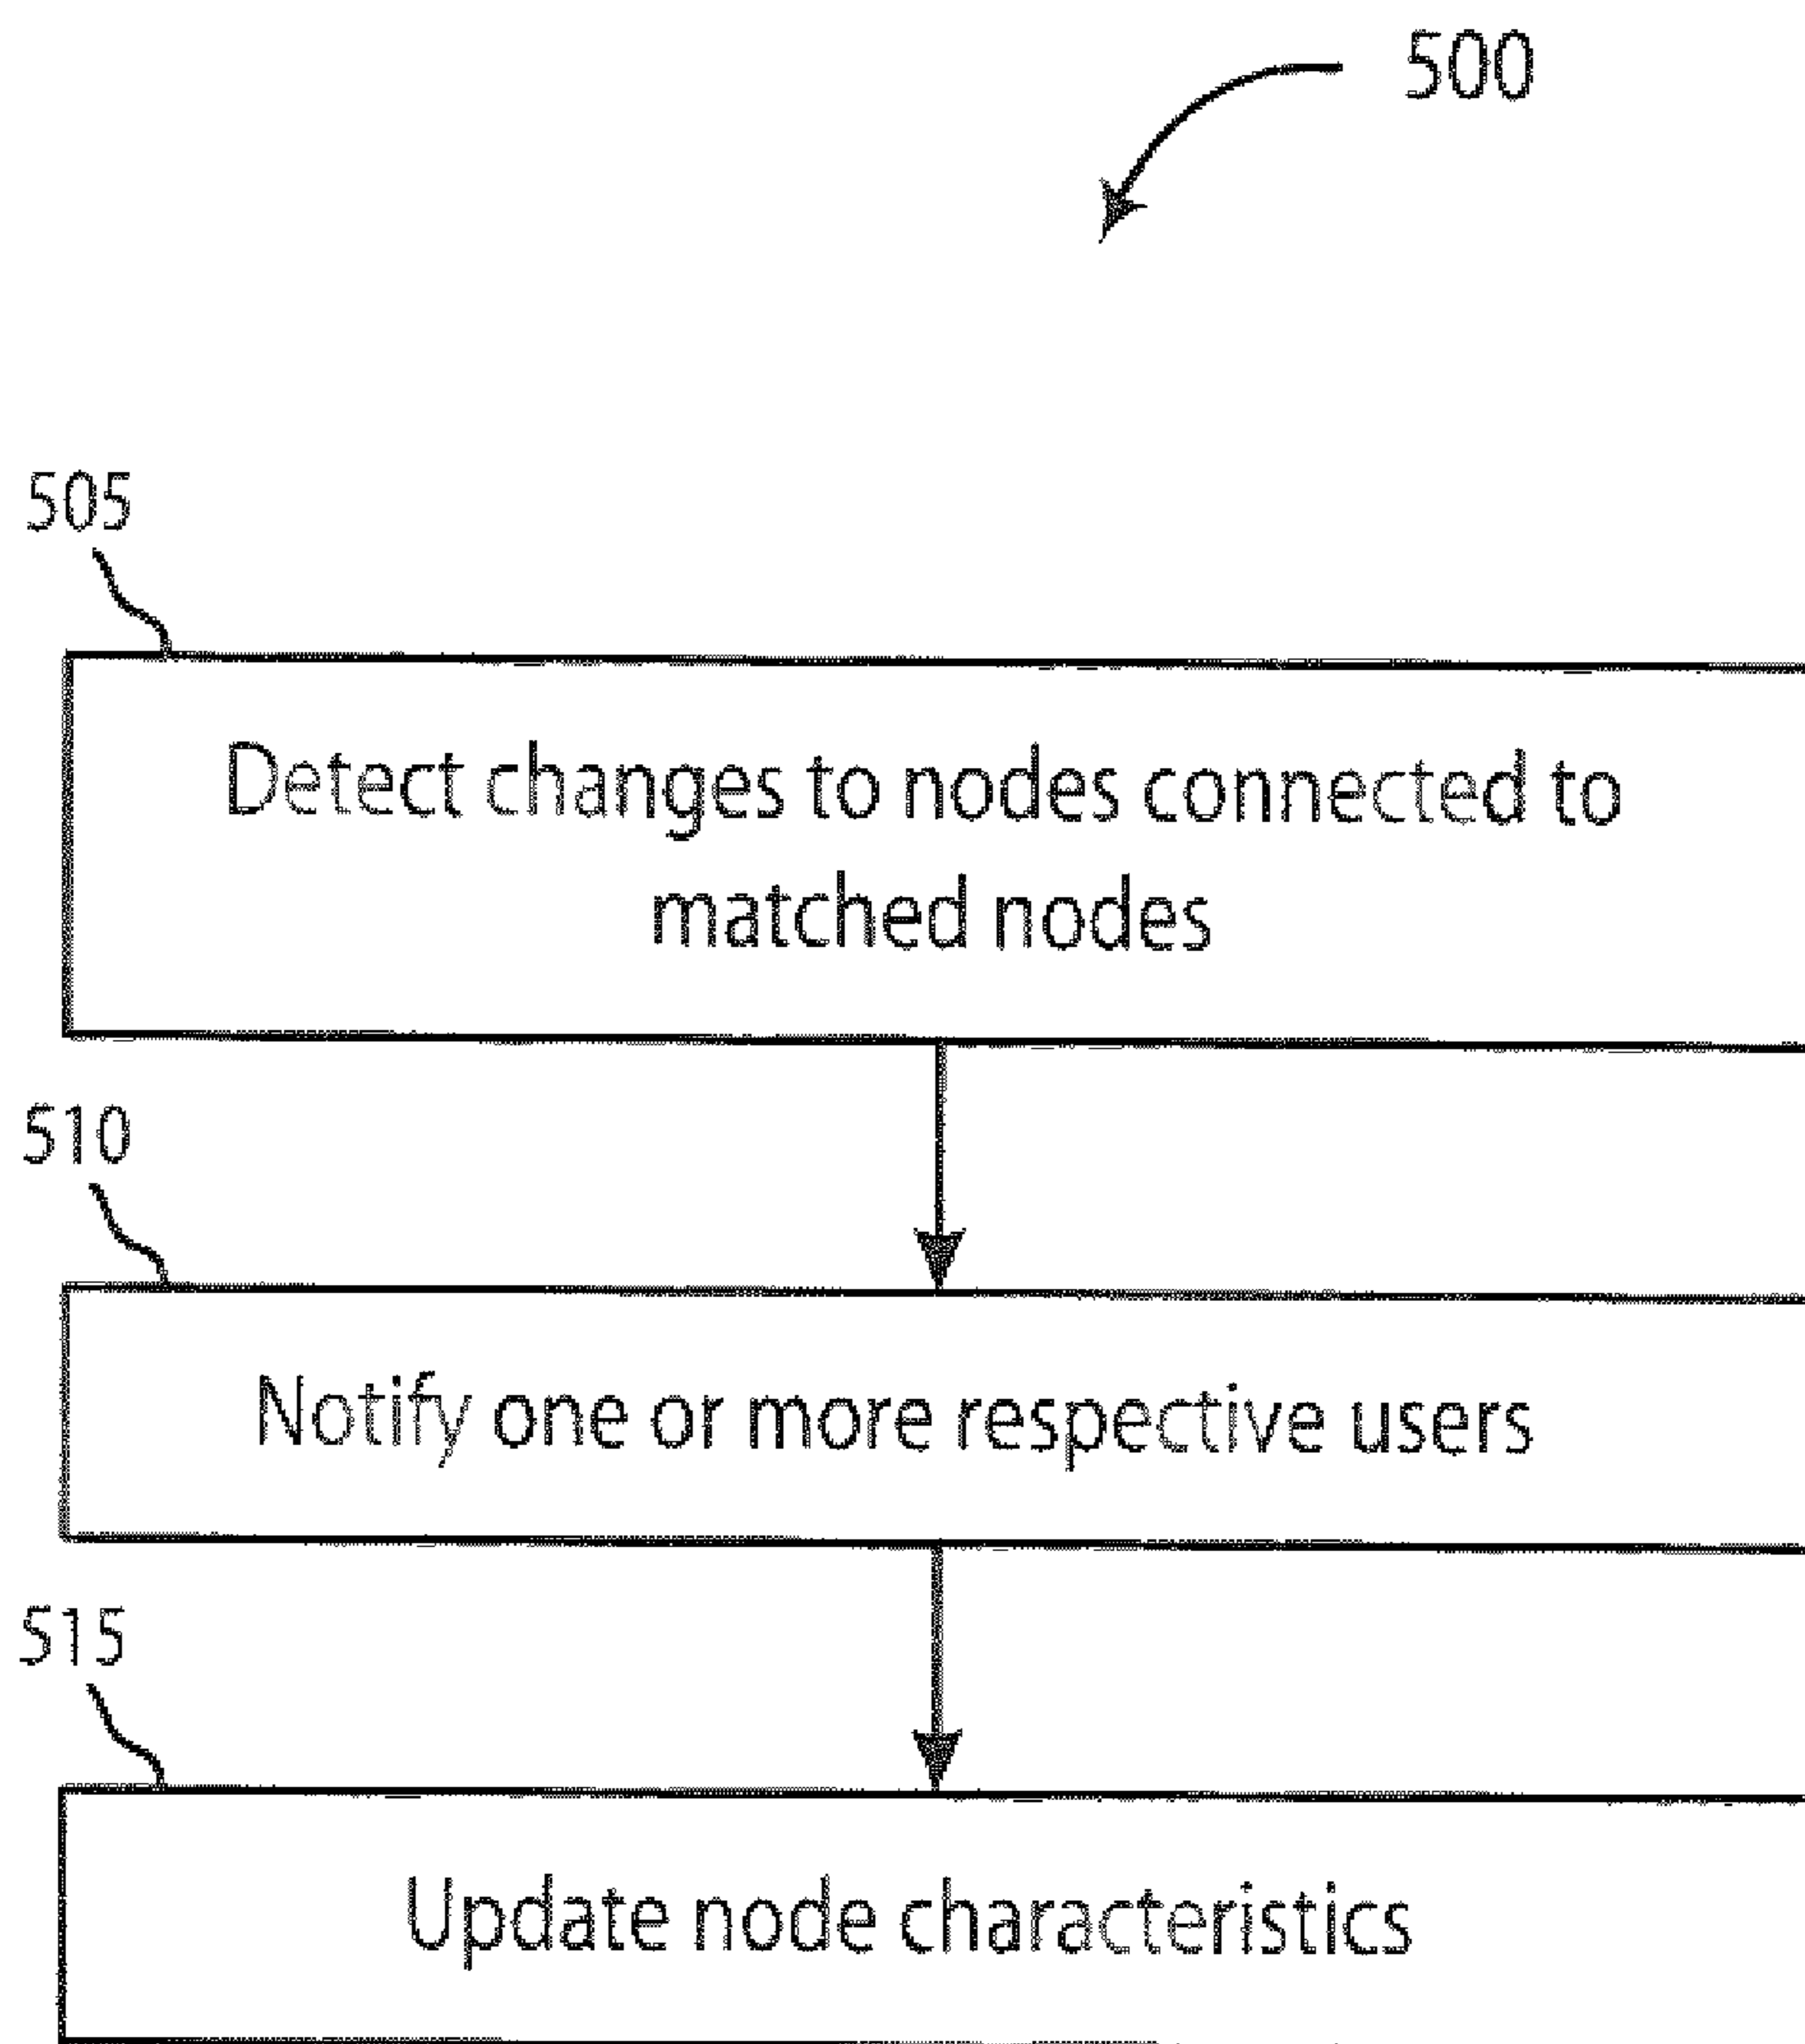 500
505
Detect changes to nodes connected to
matched nodes
510
Notify one or more respective users
515
Update node characteristics